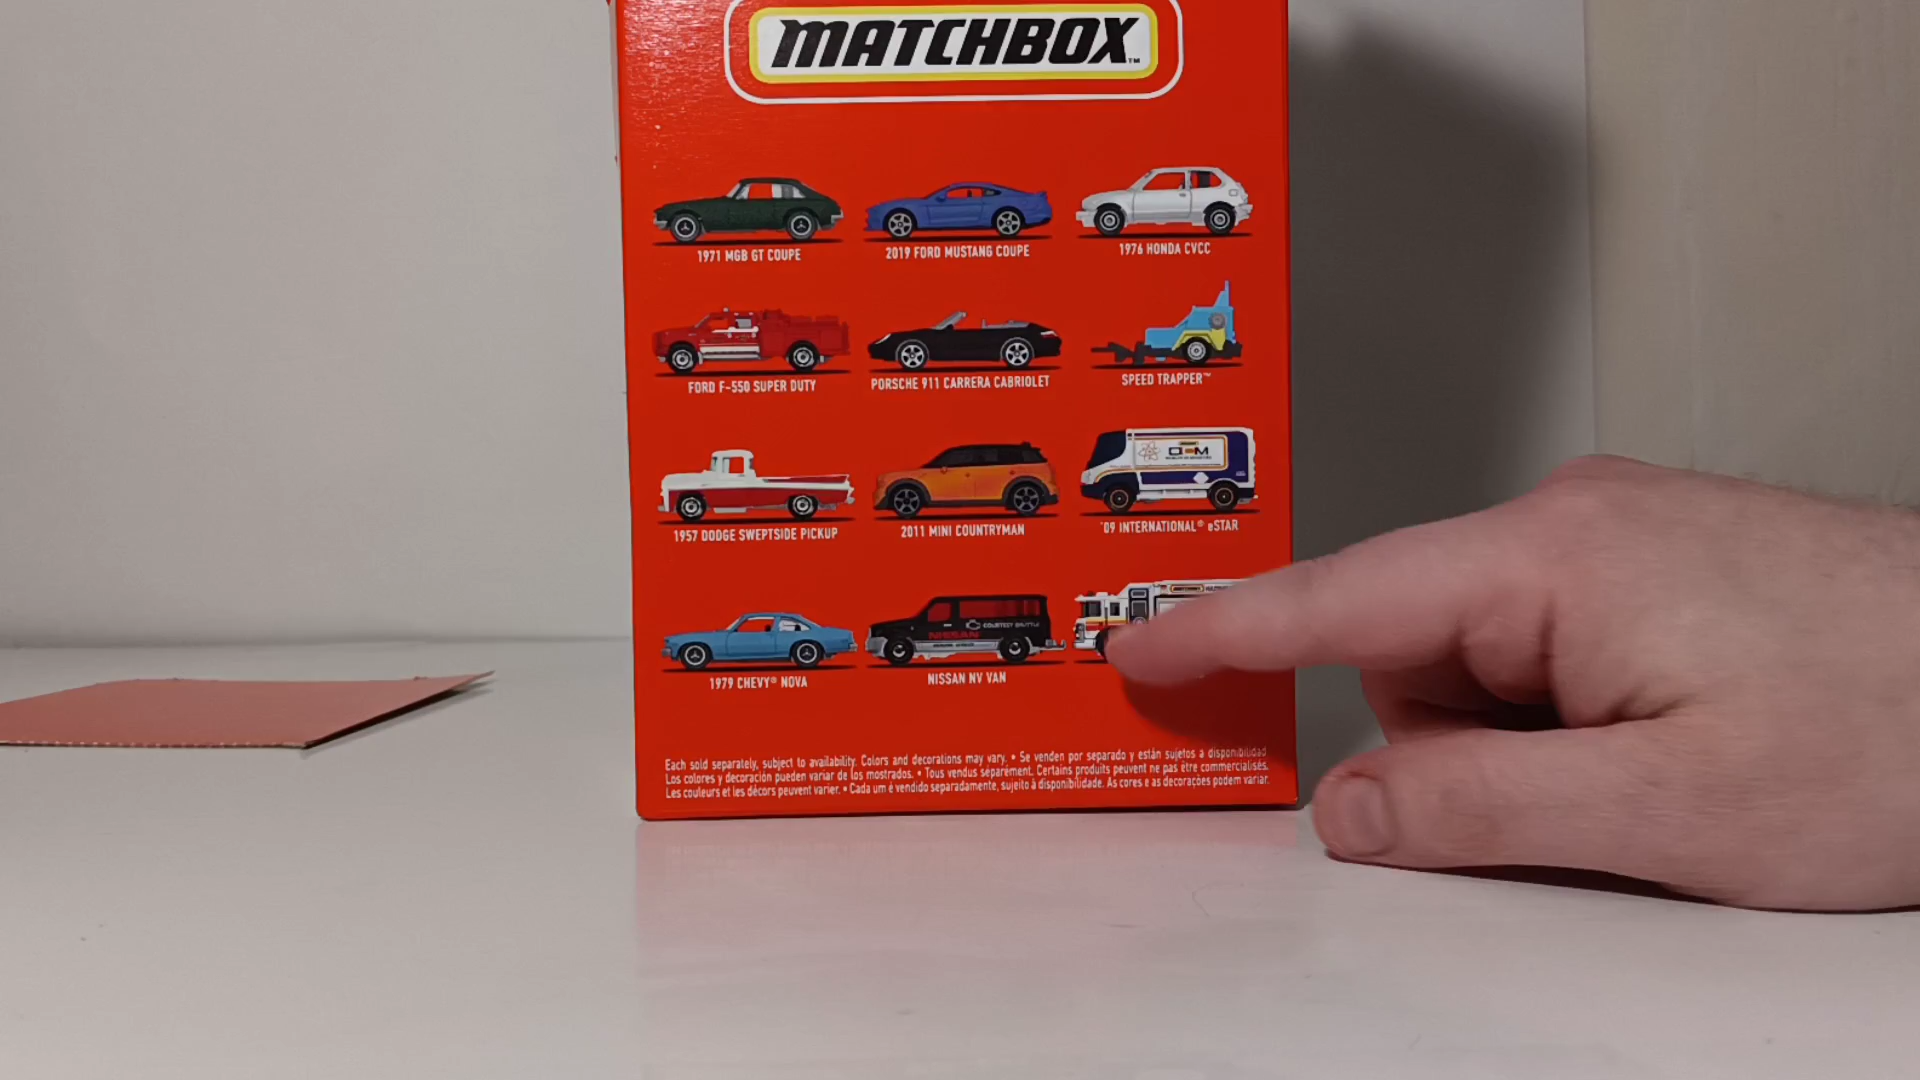 MATCHBOX™
1971 MGB GT COUPE
2019 FORD MUSTANG COUPE
1976 HONDA CVCC
FORD F-550 SUPER DUTY
PORSCHE 911 CARRERA CABRIOLET
SPEED TRAPPER™
1957 DODGE SWEPTSIDE PICKUP
2011 MINI COUNTRYMAN
'09 INTERNATIONAL® eSTAR
NISSAN
COURTESY SHUTTLE
1979 CHEVY® NOVA
NISSAN NV VAN
Each sold separately, subject to availability. Colors and decorations may vary. • Se venden por separado y están sujetos a disponibilidad
Los colores y decoración pueden variar de los mostrados. • Tous vendus séparément. Certains produits peuvent ne pas être commercialisés.
Les couleurs et les décors peuvent varier. • Cada um é vendido separadamente, sujeito à disponibilidade. As cores e as decorações podem variar.